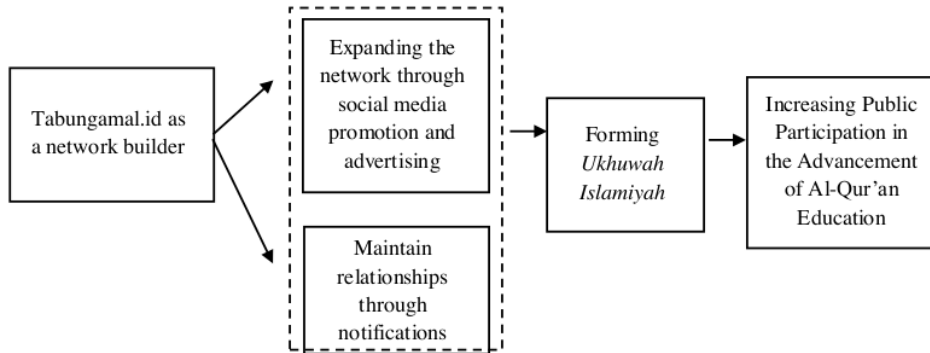 Tabungamal.id as
a network builder
Expanding the
network through
social media
promotion and
advertising
Maintain
relationships
through
notifications
Forming
Ukhuwah
Islamiyah
Increasing Public
Participation in
the Advancement
of Al-Qur'an
Education